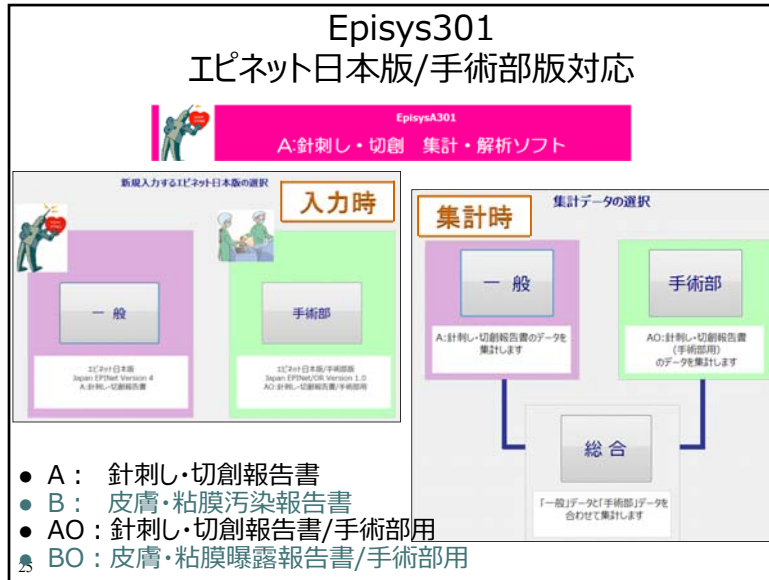 Episys301
エピネット日本版/手術部版対応
EpisysA301
A:針刺し・切創 集計・解析ソフト
新規入力するエピネット日本版の選択
入力時
一 般
手術部
エピネット日本版
Japan EPINet Version 4
A:針刺し・切創報告書
エピネット日本版/手術部版
Japan EPINet/OR Version 1.0
AO:針刺し・切創報告書/手術部用
集計時
集計データの選択
一 般
手術部
A:針刺し・切創報告書のデータを
集計します
AO:針刺し・切創報告書
(手術部用)
のデータを集計します
総 合
「一般」データと「手術部」データを
合わせて集計します
● A： 針刺し・切創報告書
● B： 皮膚・粘膜汚染報告書
● AO：針刺し・切創報告書/手術部用
● BO：皮膚・粘膜曝露報告書/手術部用
25